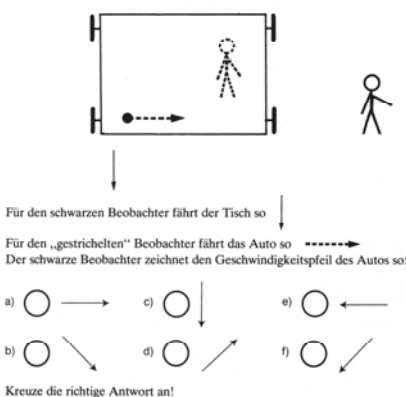 Für den schwarzen Beobachter fährt der Tisch so
Für den „gestrichelten“ Beobachter fährt das Auto so
Der schwarze Beobachter zeichnet den Geschwindigkeitspfeil des Autos so:
a) c) e)
b) d) f)
Kreuze die richtige Antwort an!